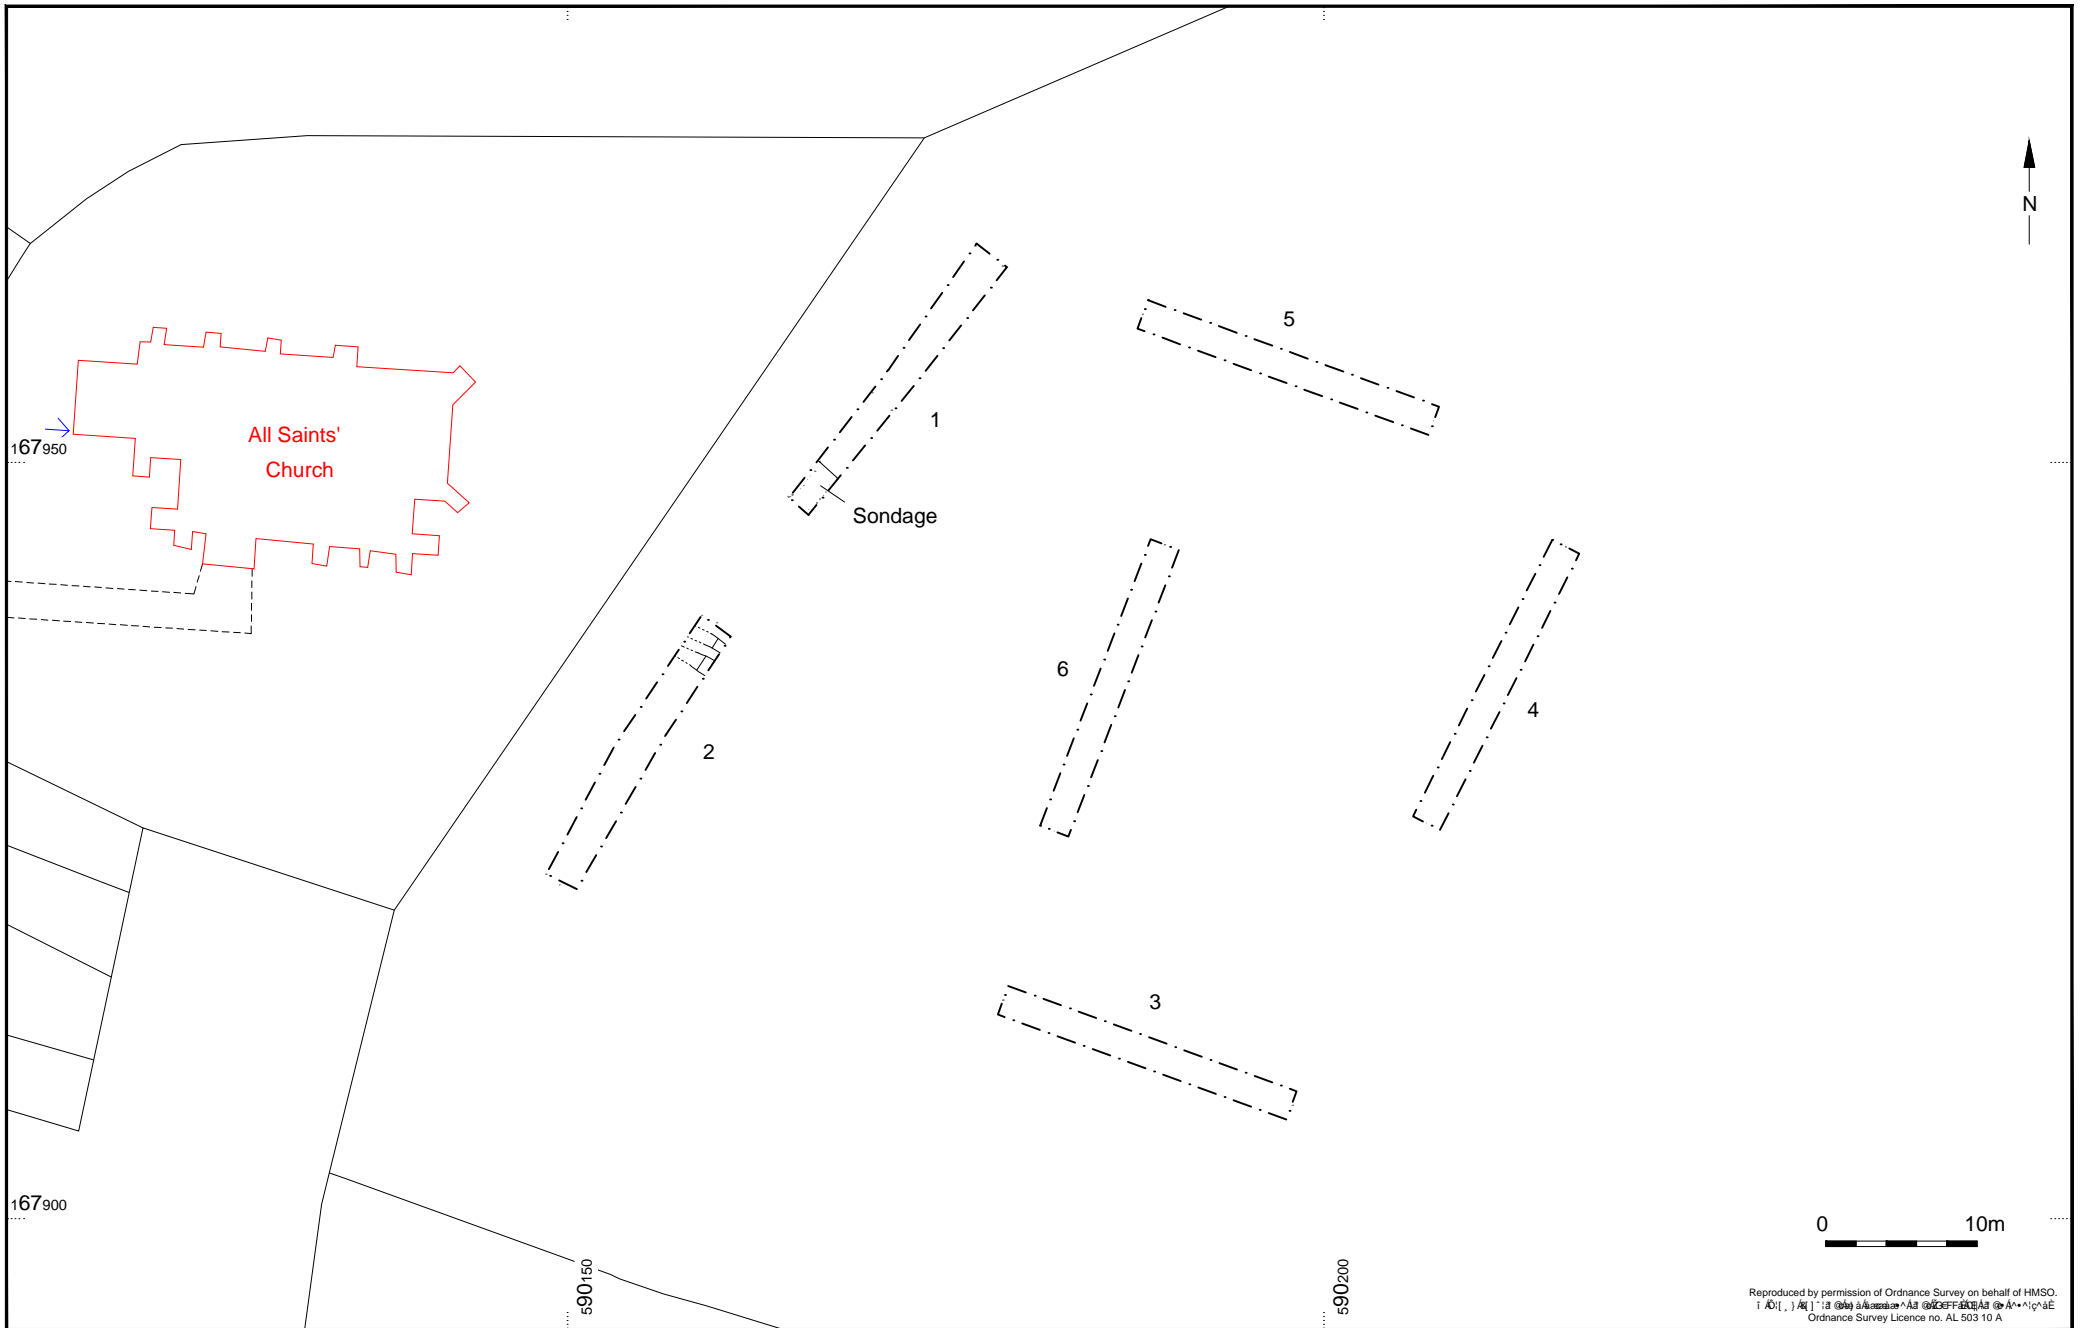 N
5
1
All Saints'
Church
167950
Sondage
6
4
2
3
167900
0 10m
590150
590200
Reproduced by permission of Ordnance Survey on behalf of HMSO.
Ordnance Survey Licence no. AL 503 10 A